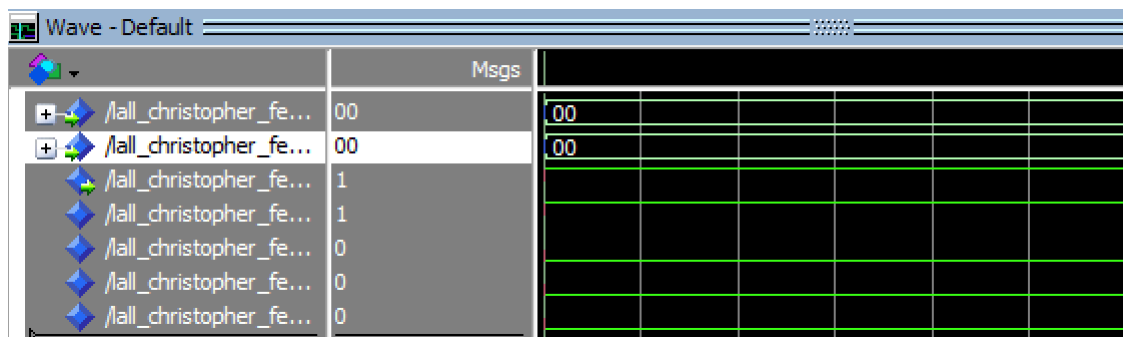 Wave - Default
Msgs
/lall_christopher_fe... 00 00
/lall_christopher_fe... 00 00
/lall_christopher_fe... 1
/lall_christopher_fe... 1
/lall_christopher_fe... 0
/lall_christopher_fe... 0
/lall_christopher_fe... 0